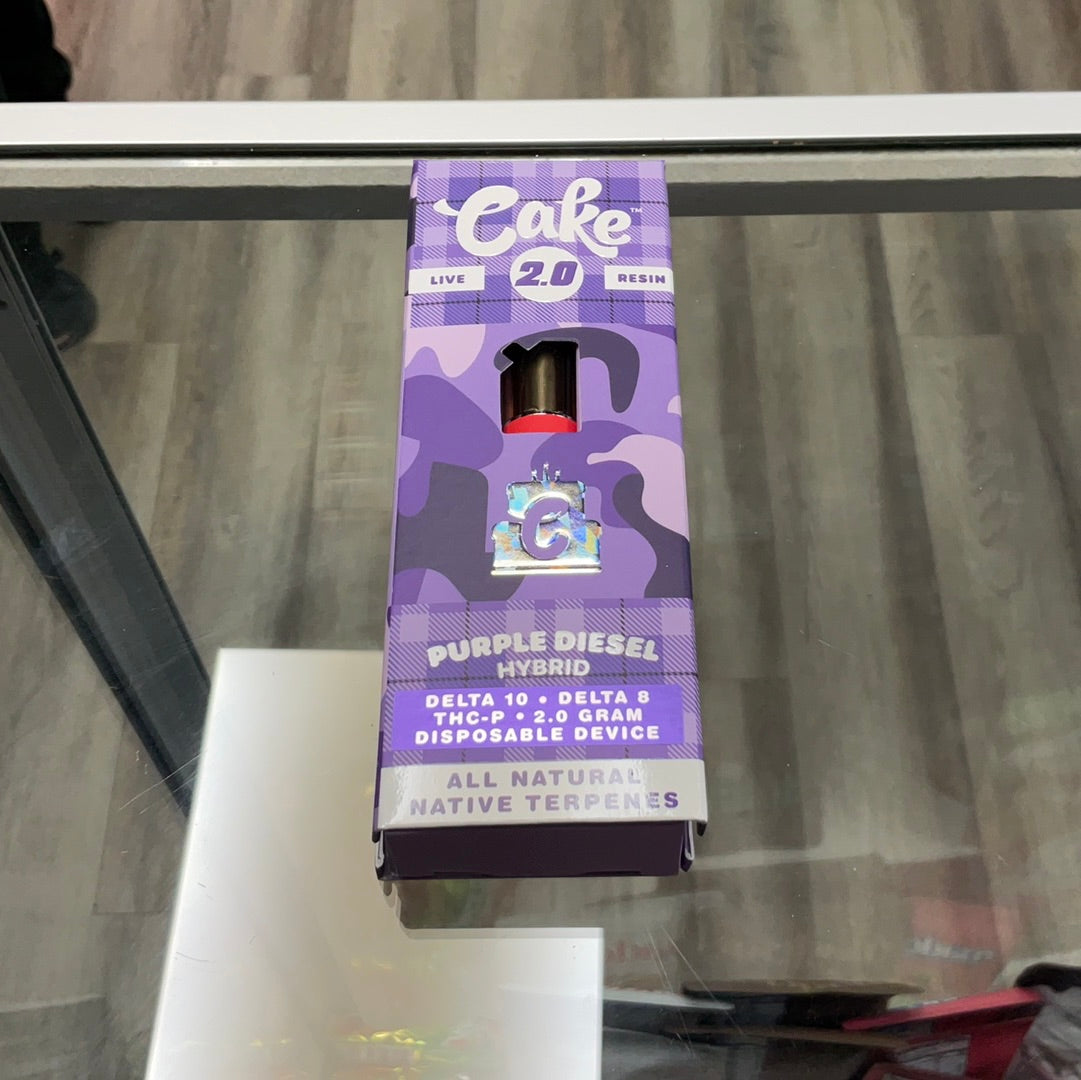 Cake™
LIVE 2.0 RESIN
C
PURPLE DIESEL
HYBRID
DELTA 10 • DELTA 8
THC-P • 2.0 GRAM
DISPOSABLE DEVICE
ALL NATURAL
NATIVE TERPENES